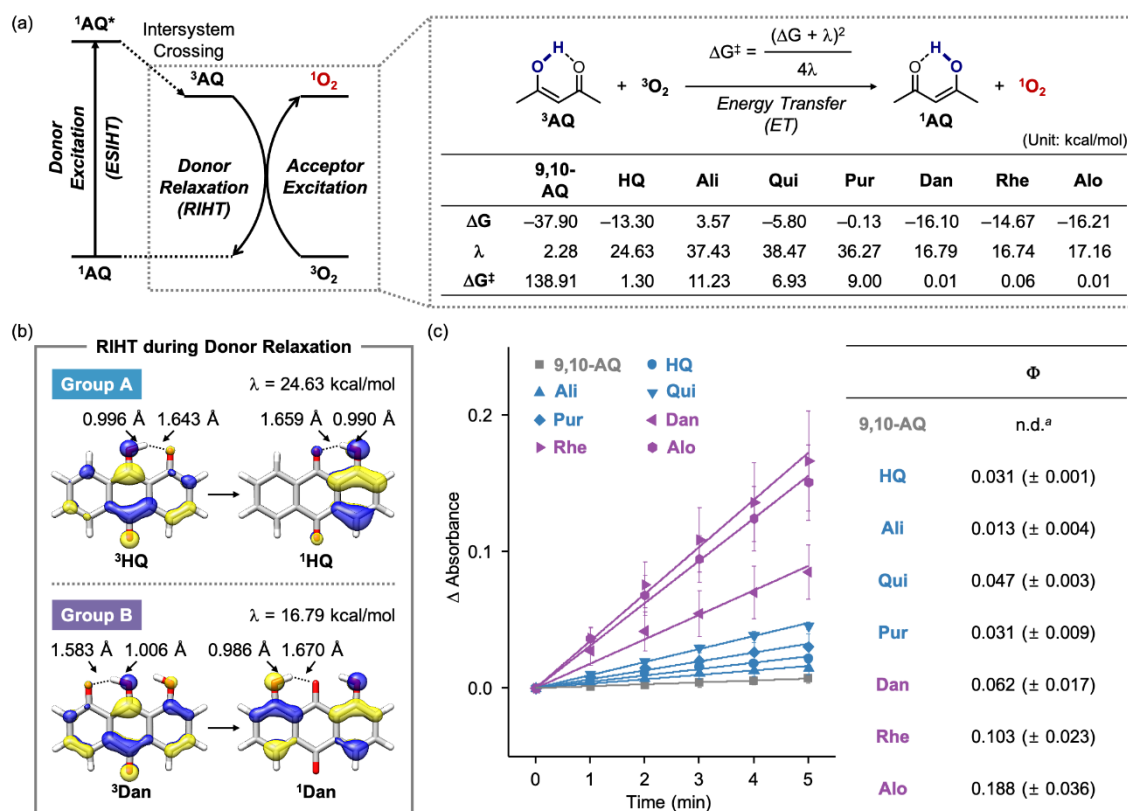 (a)
¹AQ*
Intersystem
Crossing
³AQ
¹O₂
Donor
Excitation
(ESIHT)
Donor
Relaxation
(RIHT)
Acceptor
Excitation
¹AQ
³O₂
H
O
O
³AQ
+
³O₂
ΔG‡ = (ΔG + λ)² / 4λ
Energy Transfer
(ET)
H
O
O
¹AQ
+
¹O₂
(Unit: kcal/mol)
9,10-AQ HQ Ali Qui Pur Dan Rhe Alo
ΔG –37.90 –13.30 3.57 –5.80 –0.13 –16.10 –14.67 –16.21
λ 2.28 24.63 37.43 38.47 36.27 16.79 16.74 17.16
ΔG‡ 138.91 1.30 11.23 6.93 9.00 0.01 0.06 0.01
(b)
RIHT during Donor Relaxation
Group A
λ = 24.63 kcal/mol
0.996 Å 1.643 Å 1.659 Å 0.990 Å
³HQ ¹HQ
Group B
λ = 16.79 kcal/mol
1.583 Å 1.006 Å 0.986 Å 1.670 Å
³Dan ¹Dan
(c)
9,10-AQ HQ
Ali Qui
Pur Dan
Rhe Alo
Δ Absorbance
0.2
0.1
0.0
0 1 2 3 4 5
Time (min)
Φ
9,10-AQ n.d.ᵃ
HQ 0.031 (± 0.001)
Ali 0.013 (± 0.004)
Qui 0.047 (± 0.003)
Pur 0.031 (± 0.009)
Dan 0.062 (± 0.017)
Rhe 0.103 (± 0.023)
Alo 0.188 (± 0.036)